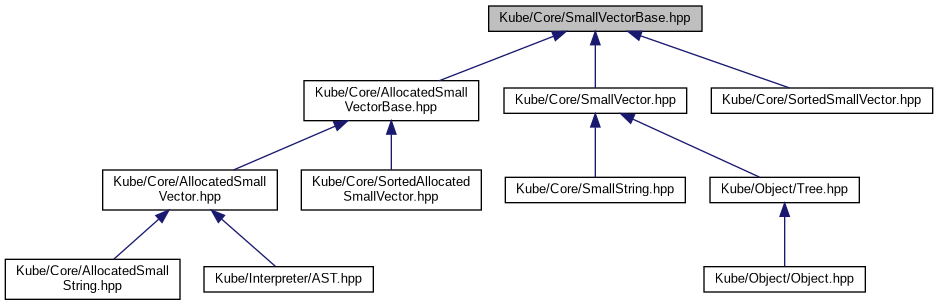 Kube/Core/SmallVectorBase.hpp
Kube/Core/AllocatedSmall
VectorBase.hpp
Kube/Core/SmallVector.hpp
Kube/Core/SortedSmallVector.hpp
Kube/Core/AllocatedSmall
Vector.hpp
Kube/Core/SortedAllocated
SmallVector.hpp
Kube/Core/SmallString.hpp
Kube/Object/Tree.hpp
Kube/Core/AllocatedSmall
String.hpp
Kube/Interpreter/AST.hpp
Kube/Object/Object.hpp